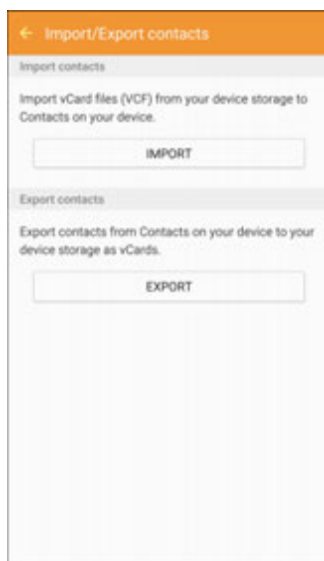 Import/Export contacts
Import contacts
Import vCard files (VCF) from your device storage to
Contacts on your device.
IMPORT
Export contacts
Export contacts from Contacts on your device to your
device storage as vCards.
EXPORT